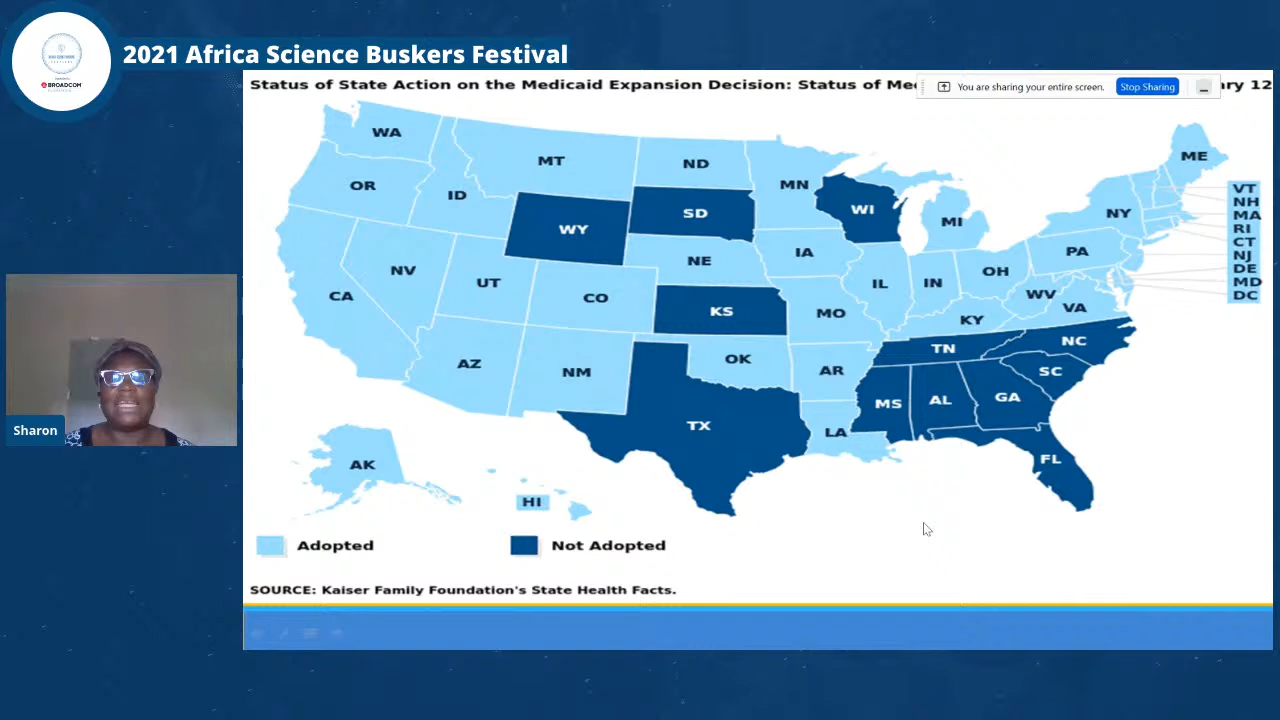 2021 Africa Science Buskers Festival
BROADCOM
Status of State Action on the Medicaid Expansion Decision: Status of Me
ry 12
You are sharing your entire screen.
Stop Sharing
WA
MT
ND
MN
ME
OR
ID
WY
SD
WI
MI
NY
VT
NH
MA
RI
CT
NJ
DE
MD
DC
NV
UT
CO
NE
IA
IL
IN
OH
PA
CA
KS
MO
WV
VA
KY
AZ
NM
OK
AR
TN
NC
SC
MS
AL
GA
TX
LA
FL
AK
HI
Sharon
Adopted
Not Adopted
SOURCE: Kaiser Family Foundation's State Health Facts.